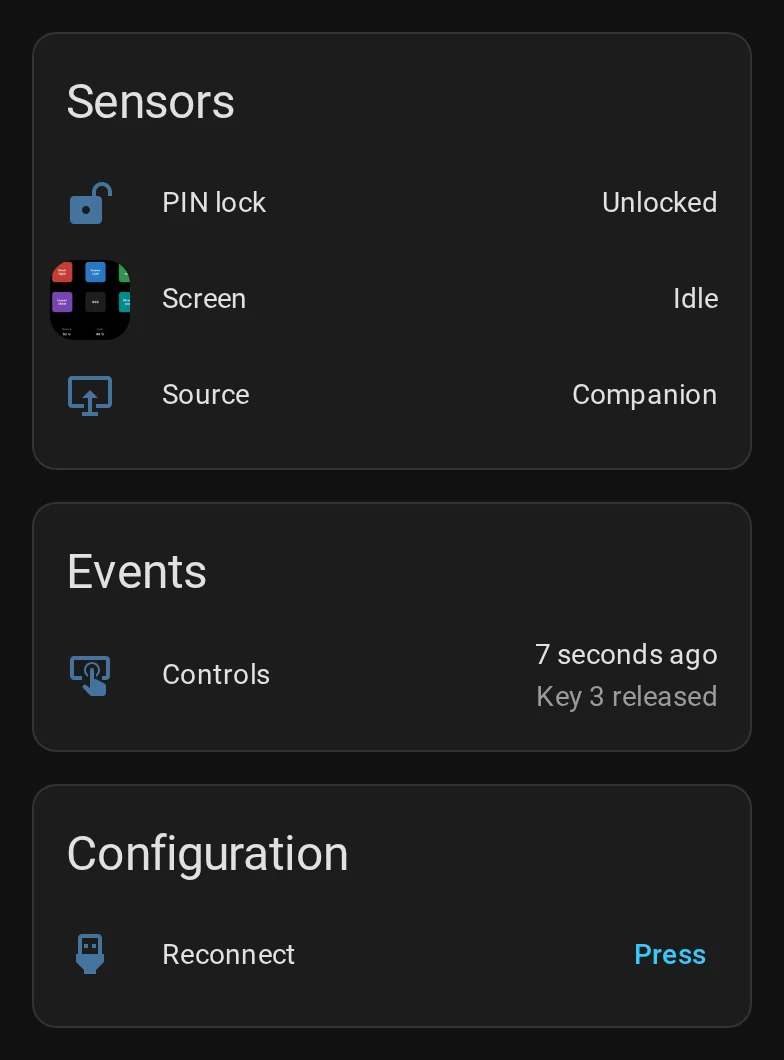 Sensors
PIN lock
Unlocked
Screen
Idle
Source
Companion
Events
Controls
7 seconds ago
Key 3 released
Configuration
Reconnect
Press